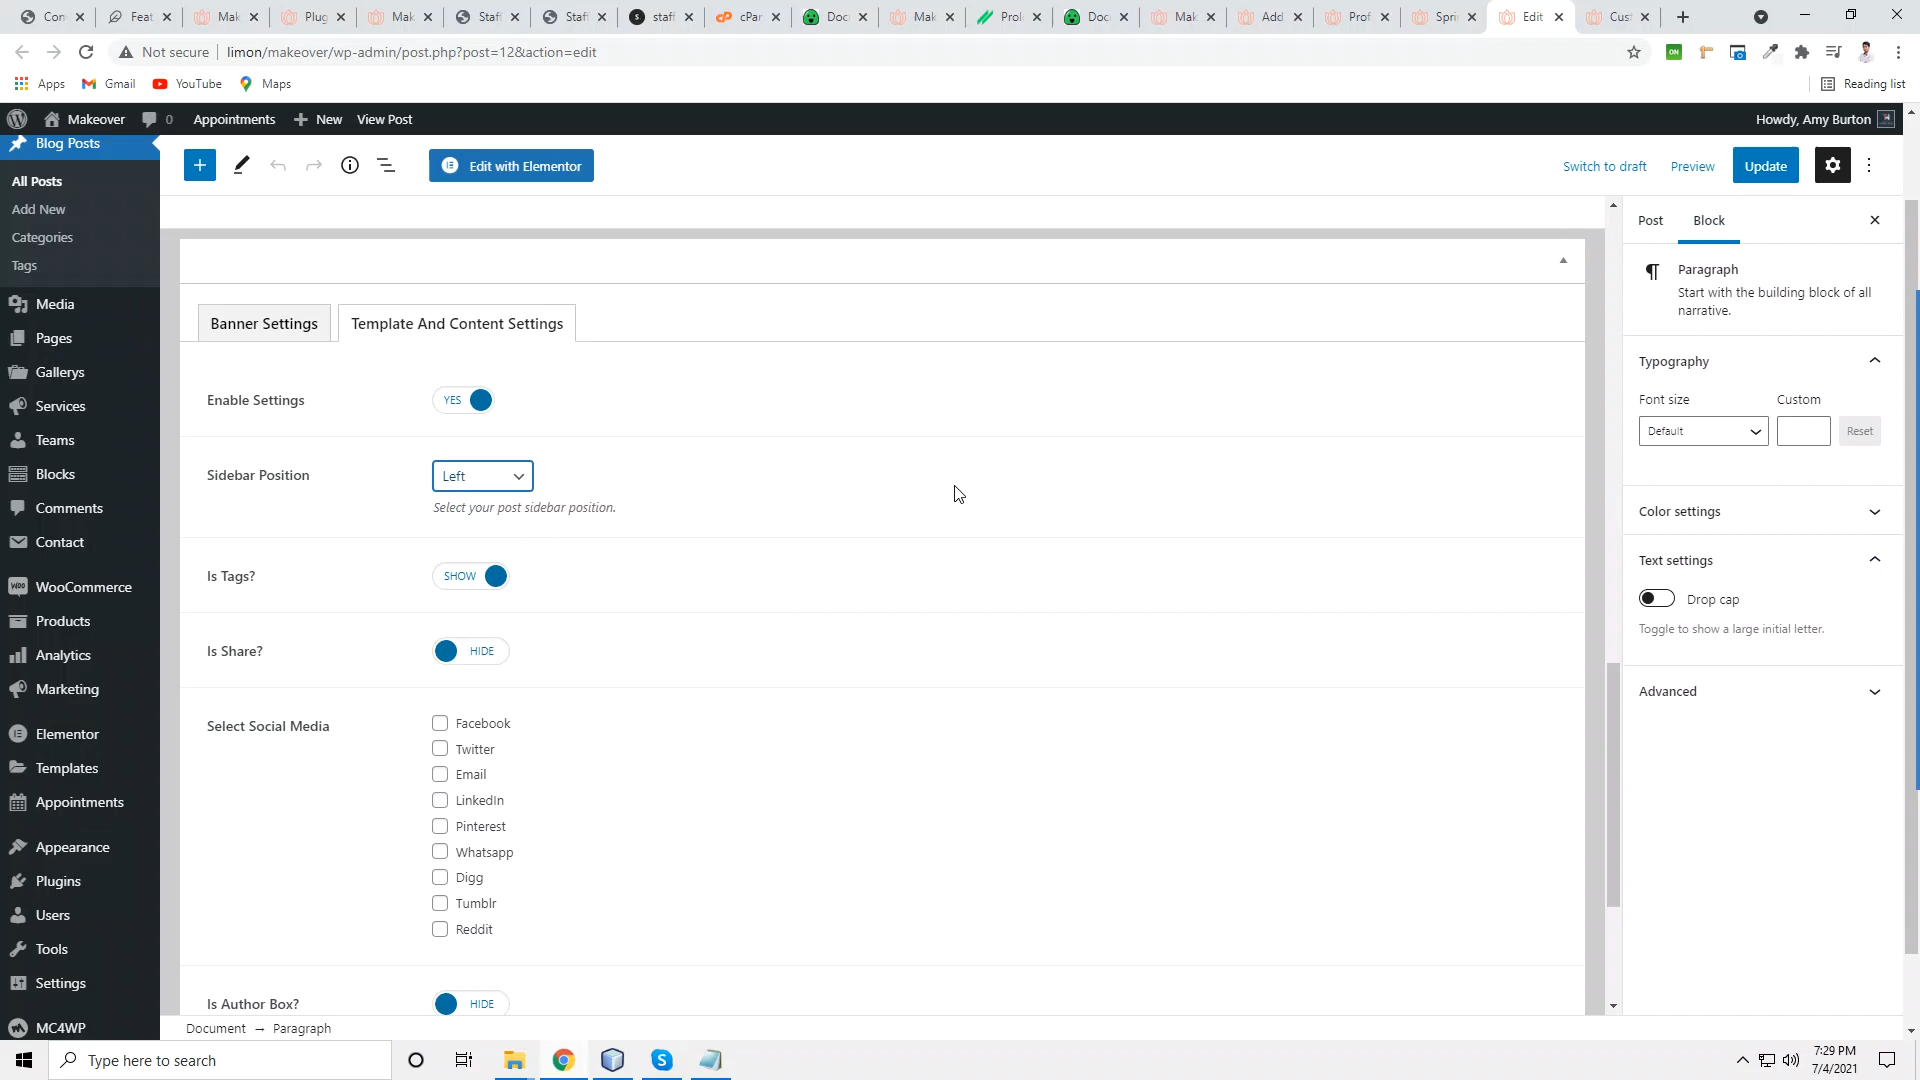 Con
Feat
Mak
Plug
Mak
Staff
Staff
staff
cPar
Doc
Mak
Prol
Doc
Mak
Add
Prof
Spri
Edit
Cust
Not secure
limon/makeover/wp-admin/post.php?post=12&action=edit
ON
Apps
Gmail
YouTube
Maps
Reading list
Makeover
0
Appointments
New
View Post
Howdy, Amy Burton
Blog Posts
All Posts
Add New
Categories
Tags
Media
Pages
Gallerys
Services
Teams
Blocks
Comments
Contact
WooCommerce
Products
Analytics
Marketing
Elementor
Templates
Appointments
Appearance
Plugins
Users
Tools
Settings
MC4WP
Edit with Elementor
Switch to draft
Preview
Update
Banner Settings
Template And Content Settings
Enable Settings
YES
Sidebar Position
Left
Select your post sidebar position.
Is Tags?
SHOW
Is Share?
HIDE
Select Social Media
Facebook
Twitter
Email
LinkedIn
Pinterest
Whatsapp
Digg
Tumblr
Reddit
Is Author Box?
HIDE
Document → Paragraph
Post
Block
Paragraph
Start with the building block of all
narrative.
Typography
Font size
Custom
Default
Reset
Color settings
Text settings
Drop cap
Toggle to show a large initial letter.
Advanced
Type here to search
7:29 PM
7/4/2021